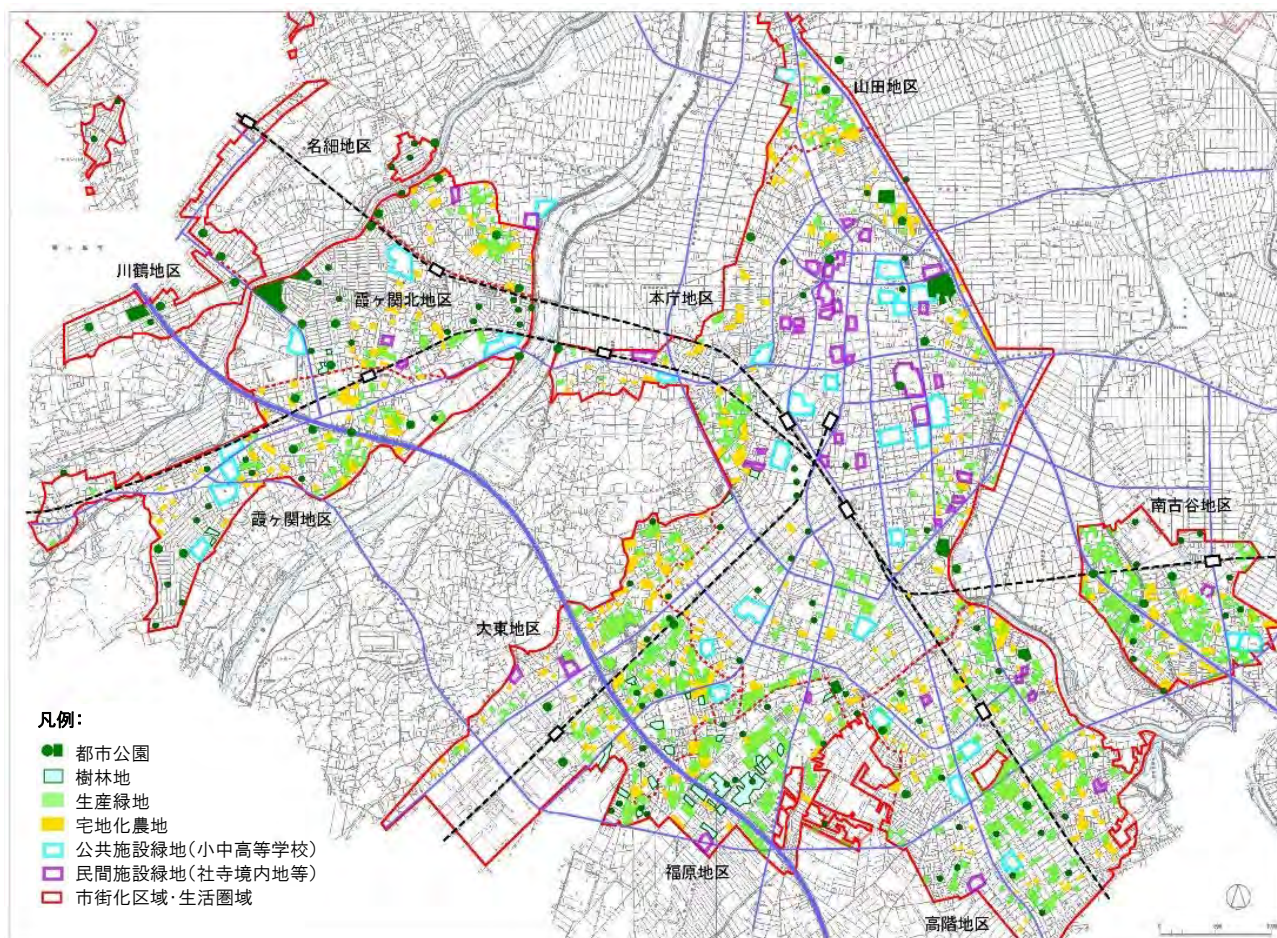 山田地区
名細地区
川鶴地区
霞ヶ関北地区
本庁地区
霞ヶ関地区
南古谷地区
大東地区
福原地区
高階地区
凡例：
都市公園
樹林地
生産緑地
宅地化農地
公共施設緑地（小中高等学校）
民間施設緑地（社寺境内地等）
市街化区域・生活圏域